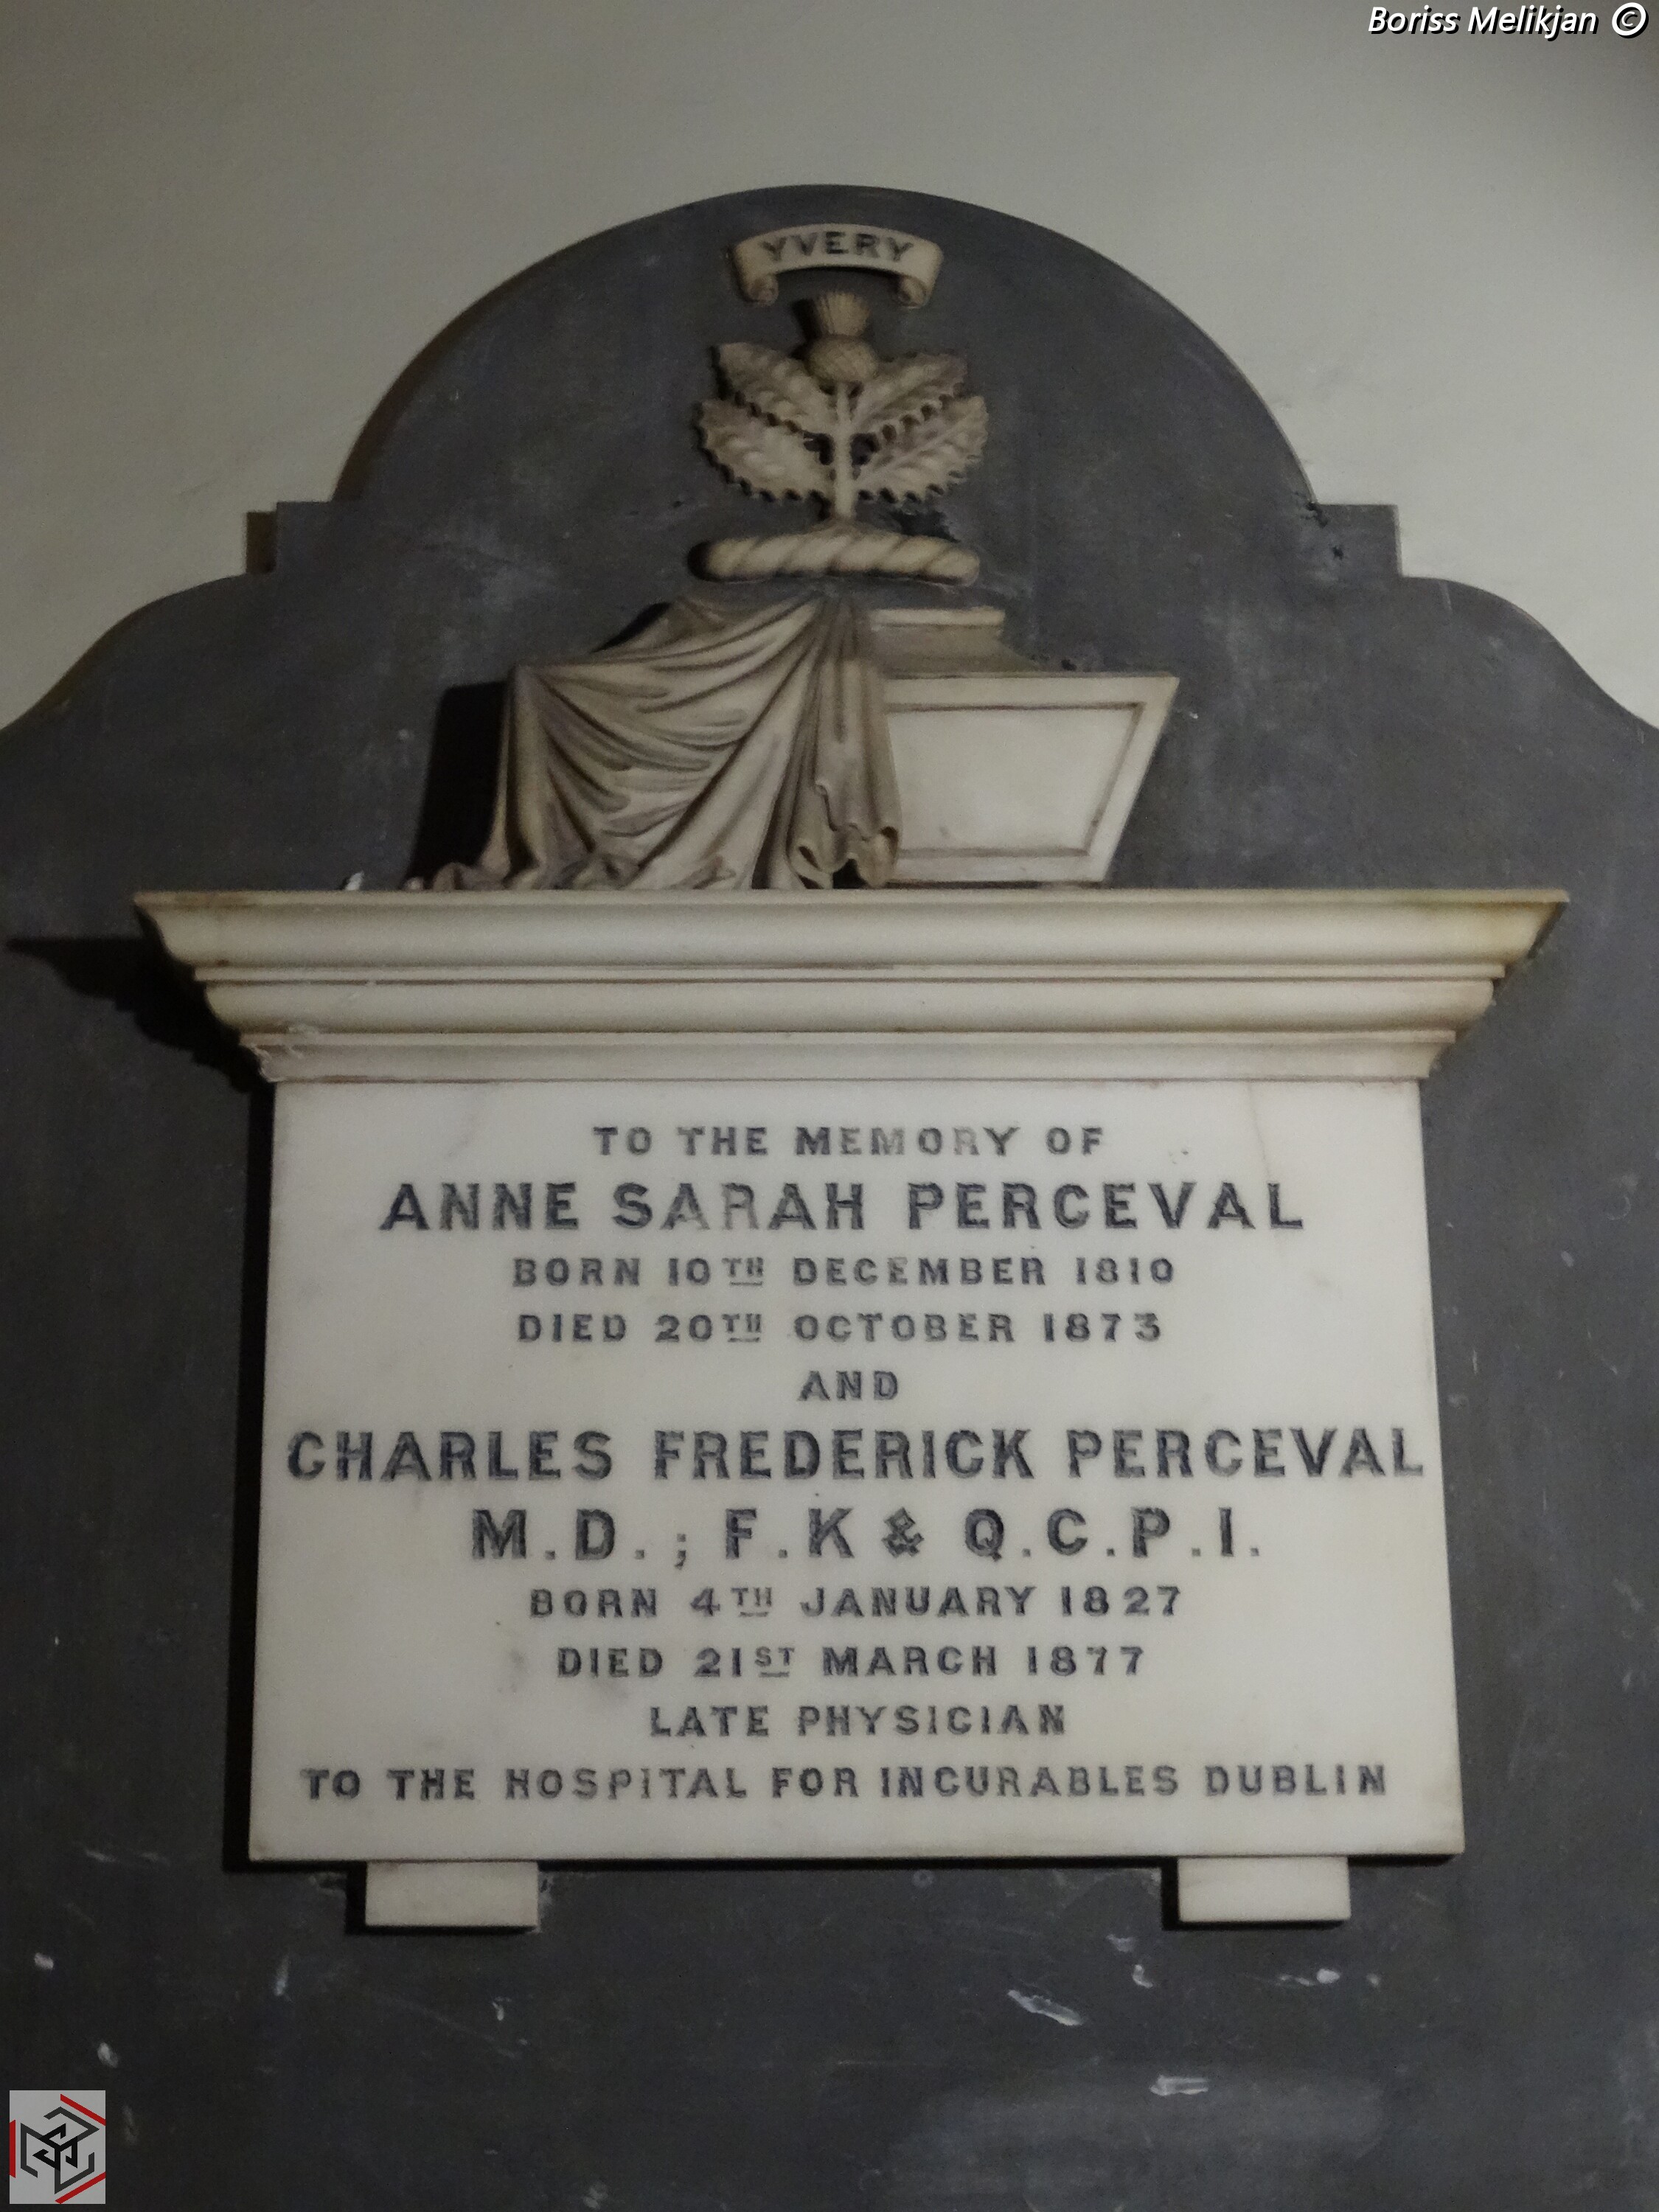 Boriss Melikjan ©
YVERY
TO THE MEMORY OF
ANNE SARAH PERCEVAL
BORN 10TH DECEMBER 1810
DIED 20TH OCTOBER 1873
AND
CHARLES FREDERICK PERCEVAL
M.D.; F.K & Q.C.P.I.
BORN 4TH JANUARY 1827
DIED 21ST MARCH 1877
LATE PHYSICIAN
TO THE HOSPITAL FOR INCURABLES DUBLIN